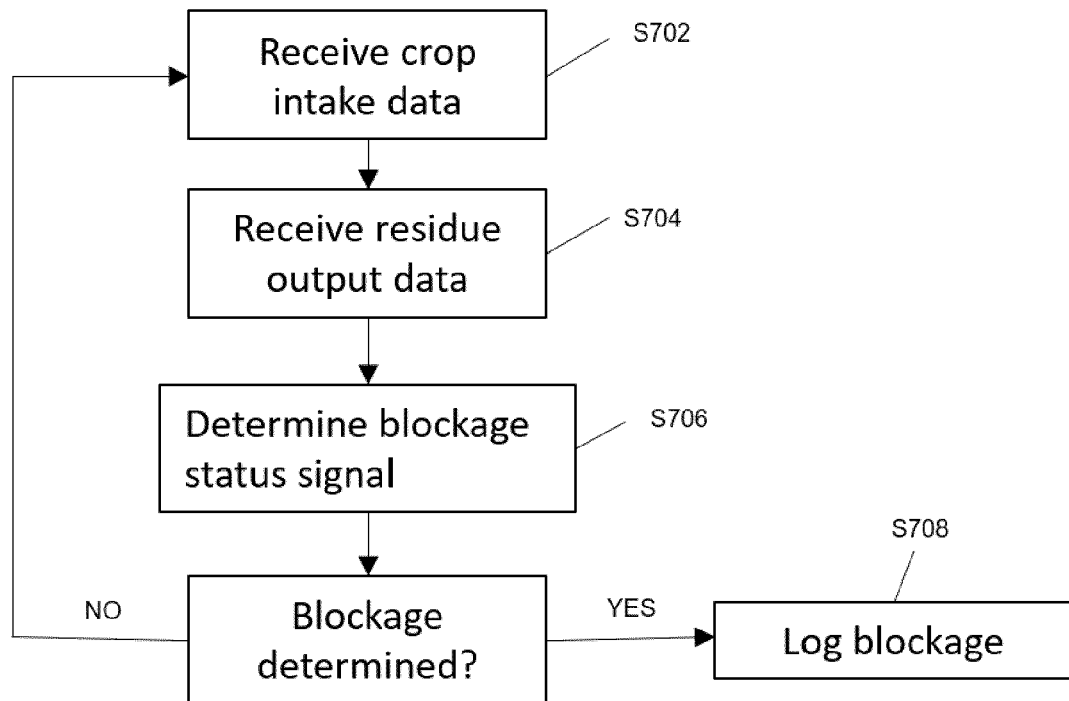 Receive crop
intake data
S702
Receive residue
output data
S704
Determine blockage
status signal
S706
Blockage
determined?
NO
YES
S708
Log blockage